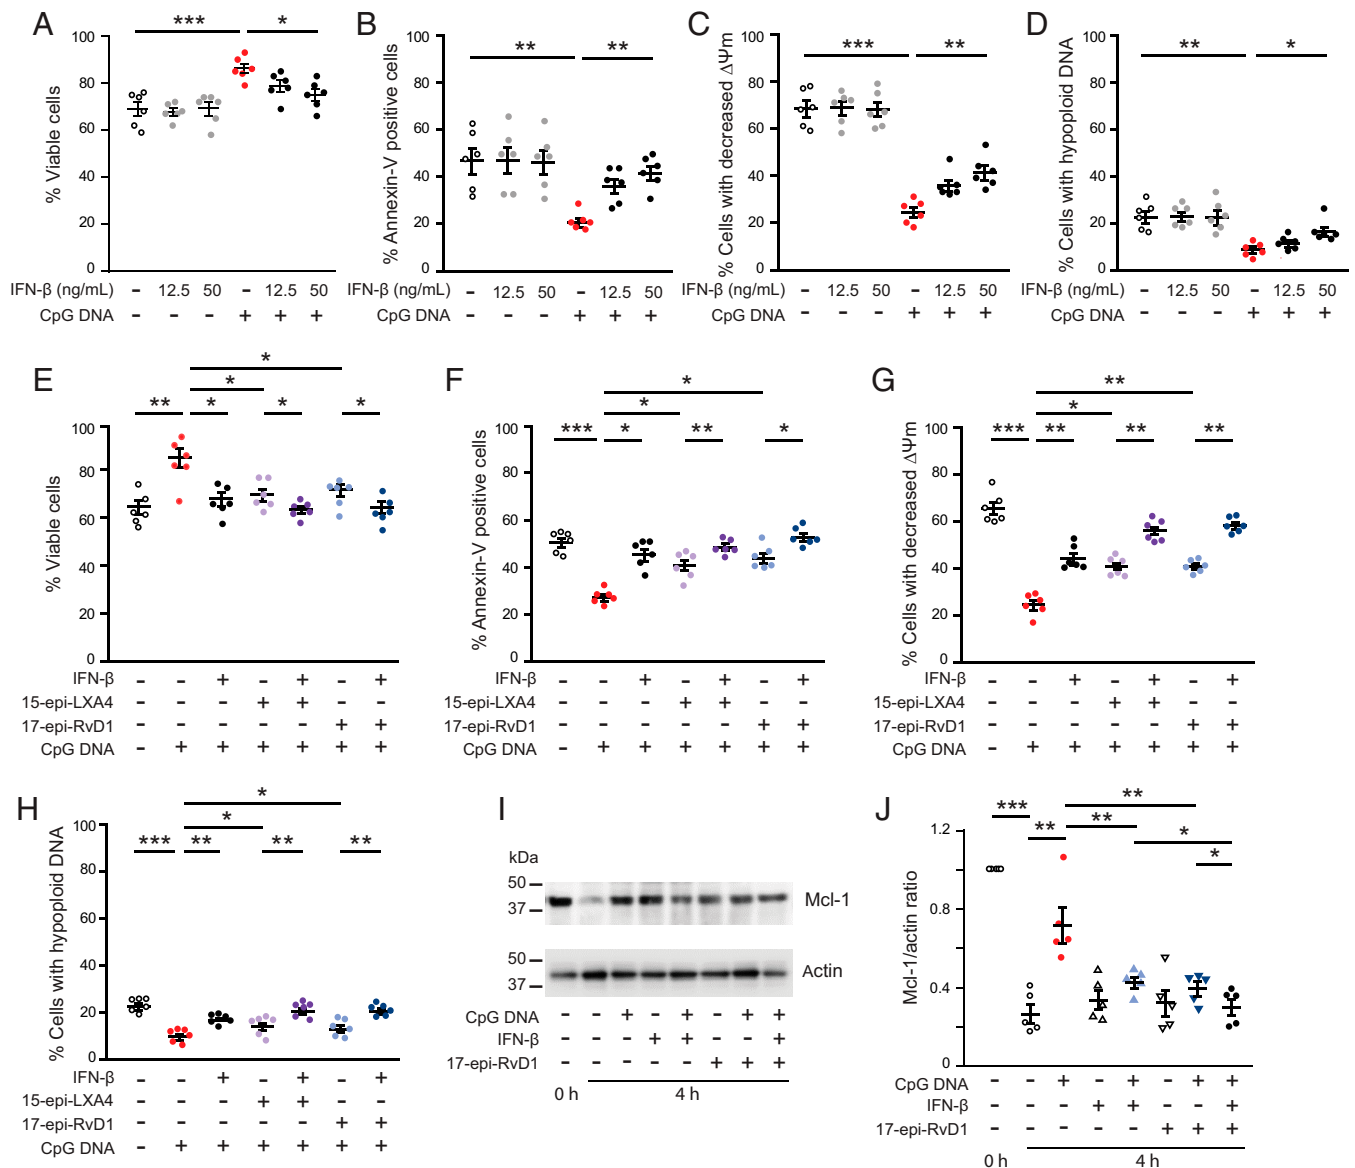 A
% Viable cells
100
80
60
40
20
0
***
*
IFN-β (ng/mL) – 12.5 50 – 12.5 50
CpG DNA – – – + + +
B
% Annexin-V positive cells
100
80
60
40
20
0
**
**
IFN-β (ng/mL) – 12.5 50 – 12.5 50
CpG DNA – – – + + +
C
% Cells with decreased ΔΨm
100
80
60
40
20
0
***
**
IFN-β (ng/mL) – 12.5 50 – 12.5 50
CpG DNA – – – + + +
D
% Cells with hypoploid DNA
100
80
60
40
20
0
**
*
IFN-β (ng/mL) – 12.5 50 – 12.5 50
CpG DNA – – – + + +
E
% Viable cells
100
80
60
40
20
0
*
*
** * * *
IFN-β – – + – + – +
15-epi-LXA4 – – – + + – –
17-epi-RvD1 – – – – – + +
CpG DNA – + + + + + +
F
% Annexin-V positive cells
100
80
60
40
20
0
*
*
*** * ** *
IFN-β – – + – + – +
15-epi-LXA4 – – – + + – –
17-epi-RvD1 – – – – – + +
CpG DNA – + + + + + +
G
% Cells with decreased ΔΨm
100
80
60
40
20
0
**
*
*** ** ** **
IFN-β – – + – + – +
15-epi-LXA4 – – – + + – –
17-epi-RvD1 – – – – – + +
CpG DNA – + + + + + +
H
% Cells with hypoploid DNA
100
80
60
40
20
0
*
*
*** ** ** **
IFN-β – – + – + – +
15-epi-LXA4 – – – + + – –
17-epi-RvD1 – – – – – + +
CpG DNA – + + + + + +
I
kDa
50
37
Mcl-1
50
37
Actin
CpG DNA – – + – + – + +
IFN-β – – – + + – – +
17-epi-RvD1 – – – – – + + +
0 h 4 h
J
Mcl-1/actin ratio
1.2
0.8
0.4
0
*** **
** **
*
*
CpG DNA – – + – + – + +
IFN-β – – – + + – – +
17-epi-RvD1 – – – – – + + +
0 h 4 h